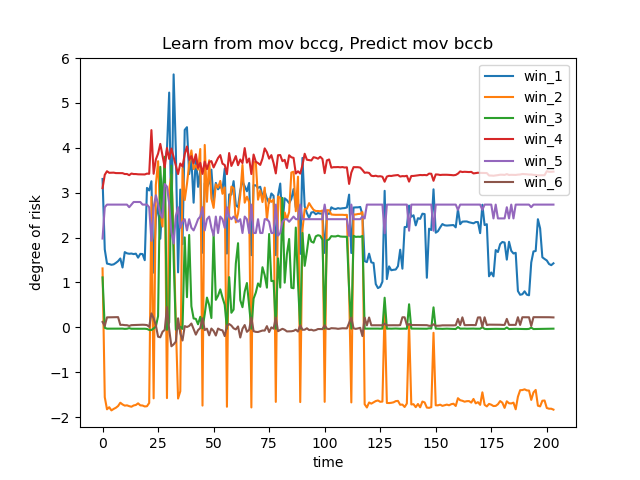 Learn from mov bccg, Predict mov bccb
degree of risk
6
5
4
3
2
1
0
−1
−2
win_1
win_2
win_3
win_4
win_5
win_6
0 25 50 75 100 125 150 175 200
time